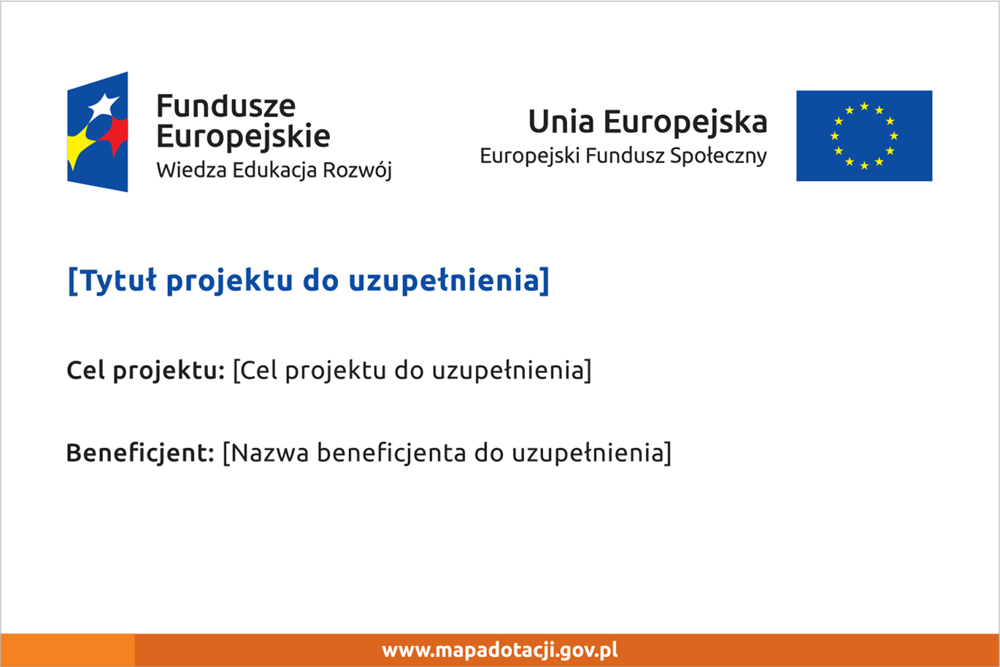 Fundusze
Europejskie
Wiedza Edukacja Rozwój
Unia Europejska
Europejski Fundusz Społeczny
[Tytuł projektu do uzupełnienia]
Cel projektu: [Cel projektu do uzupełnienia]
Beneficjent: [Nazwa beneficjenta do uzupełnienia]
www.mapadotacji.gov.pl